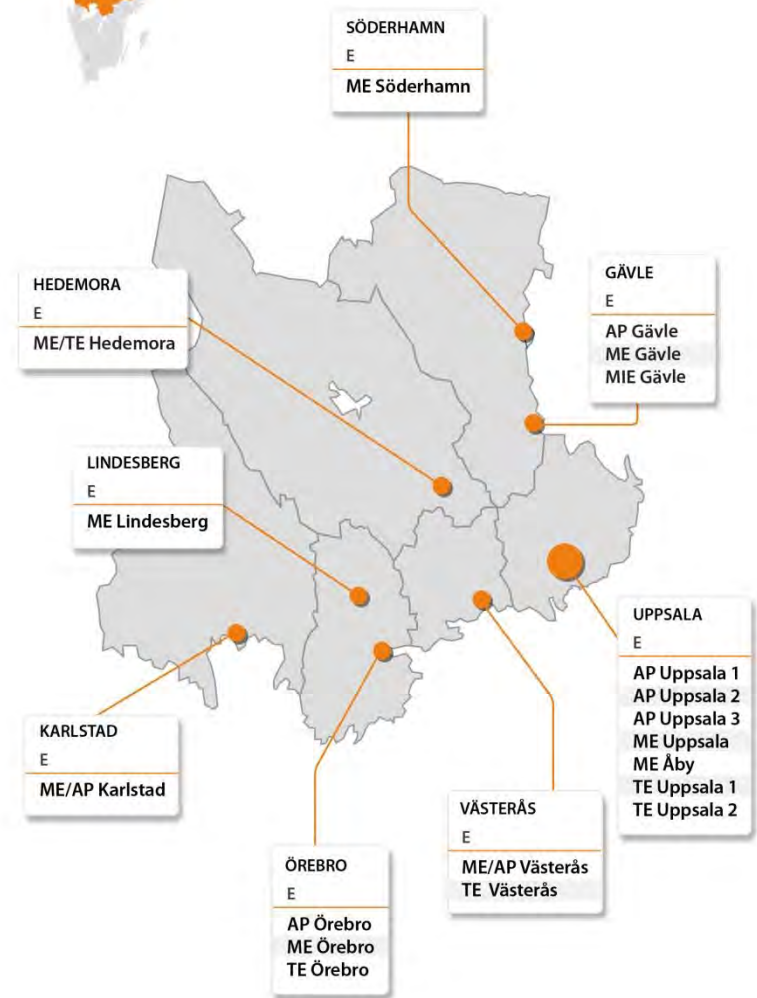 SÖDERHAMN
E
ME Söderhamn
GÄVLE
E
AP Gävle
ME Gävle
MIE Gävle
HEDEMORA
E
ME/TE Hedemora
LINDESBERG
E
ME Lindesberg
UPPSALA
E
AP Uppsala 1
AP Uppsala 2
AP Uppsala 3
ME Uppsala
ME Åby
TE Uppsala 1
TE Uppsala 2
KARLSTAD
E
ME/AP Karlstad
VÄSTERÅS
E
ME/AP Västerås
TE Västerås
ÖREBRO
E
AP Örebro
ME Örebro
TE Örebro